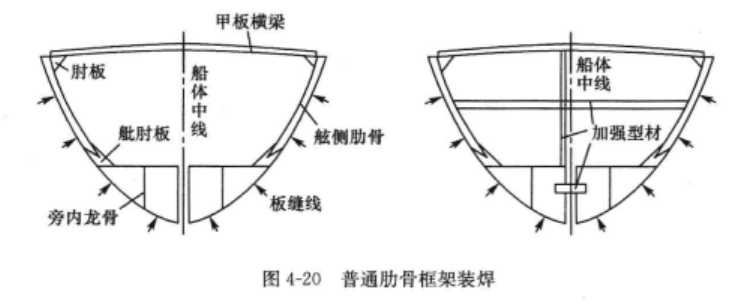 甲板横梁
肘板
船体中线
舭肘板
舷侧肋骨
旁内龙骨
板缝线
船体
中线
加强型材
图 4-20 普通肋骨框架装焊